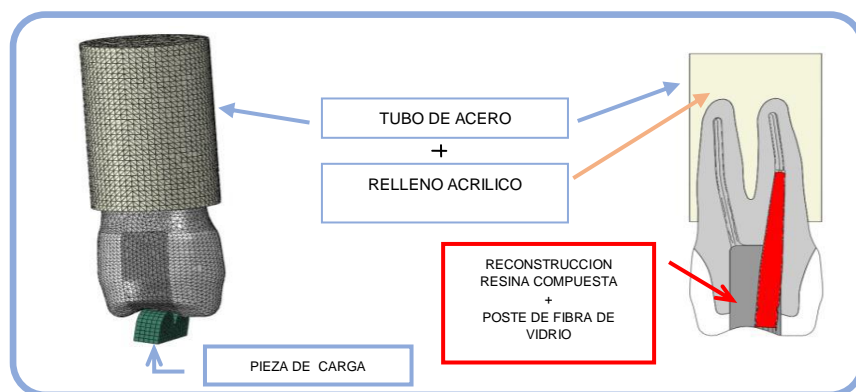 TUBO DE ACERO
+
RELLENO ACRILICO
RECONSTRUCCION
RESINA COMPUESTA
+
POSTE DE FIBRA DE
VIDRIO
PIEZA DE CARGA